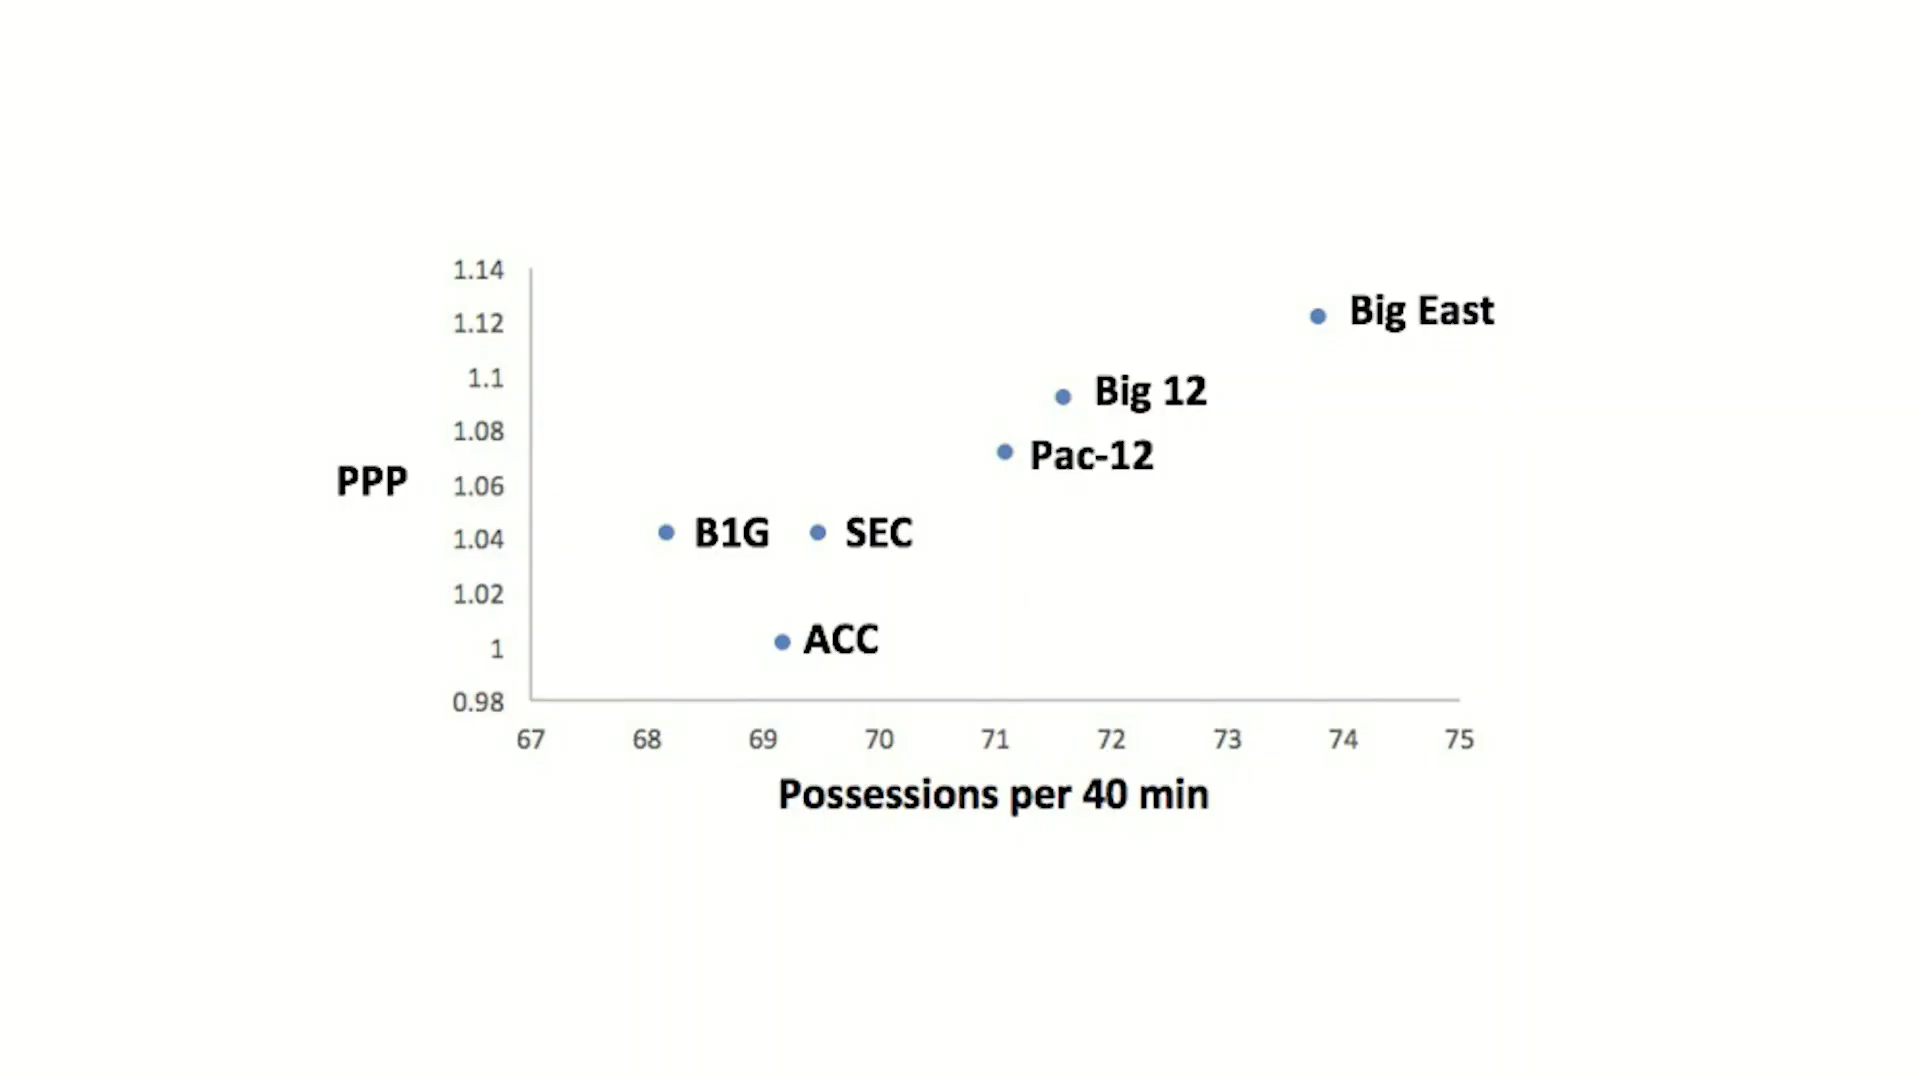 1.14
1.12
1.1
1.08
1.06
1.04
1.02
1
0.98
PPP
Big East
Big 12
Pac-12
B1G
SEC
ACC
67 68 69 70 71 72 73 74 75
Possessions per 40 min